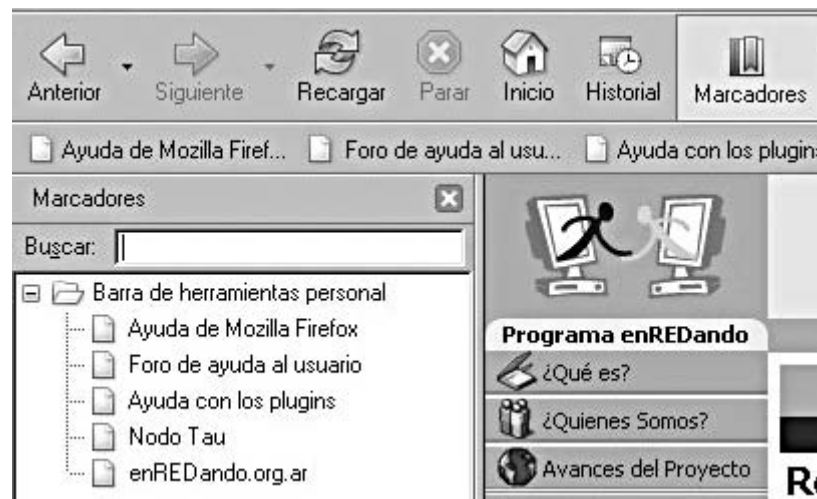 Anterior Siguiente Recargar Parar Inicio Historial Marcadores
Ayuda de Mozilla Firef... Foro de ayuda al usu... Ayuda con los plugins
Marcadores
Buscar:
Barra de herramientas personal
Ayuda de Mozilla Firefox
Foro de ayuda al usuario
Ayuda con los plugins
Nodo Tau
enREDando.org.ar
Programa enREDando
¿Qué es?
¿Quienes Somos?
Avances del Proyecto